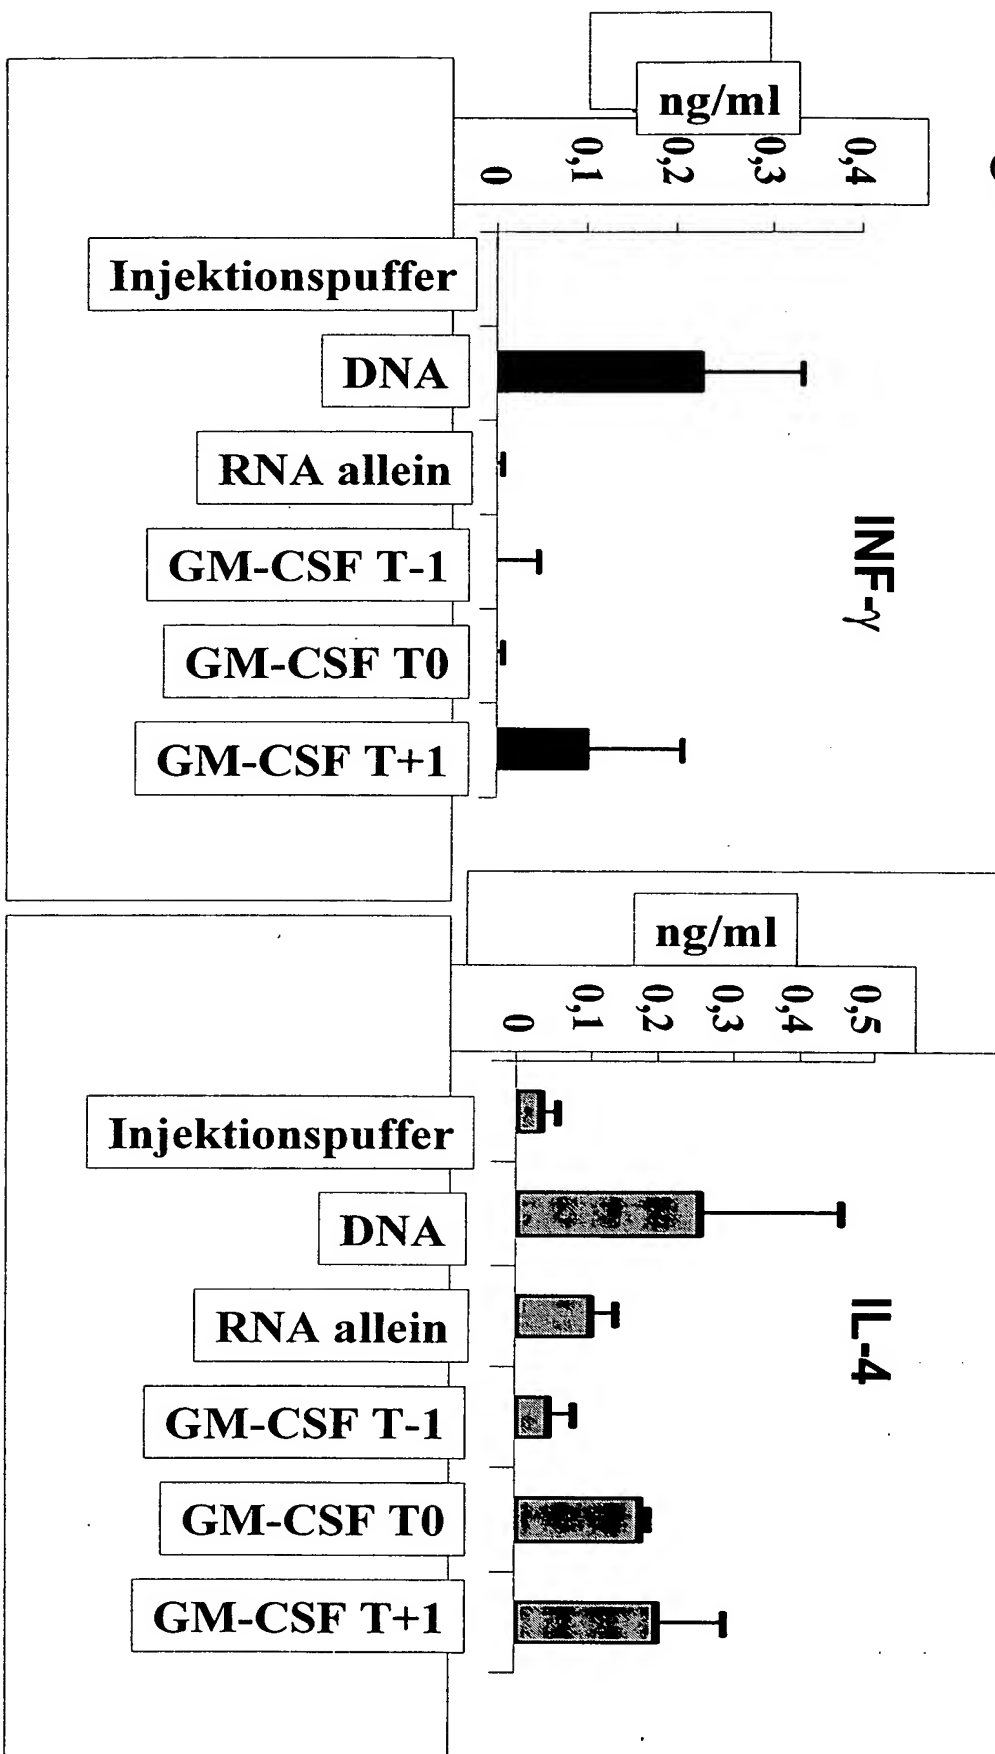 INF-γ
ng/ml
0,4
0,3
0,2
0,1
0
Injektionspuffer
DNA
RNA allein
GM-CSF T-1
GM-CSF T0
GM-CSF T+1
IL-4
ng/ml
0,5
0,4
0,3
0,2
0,1
0
Injektionspuffer
DNA
RNA allein
GM-CSF T-1
GM-CSF T0
GM-CSF T+1